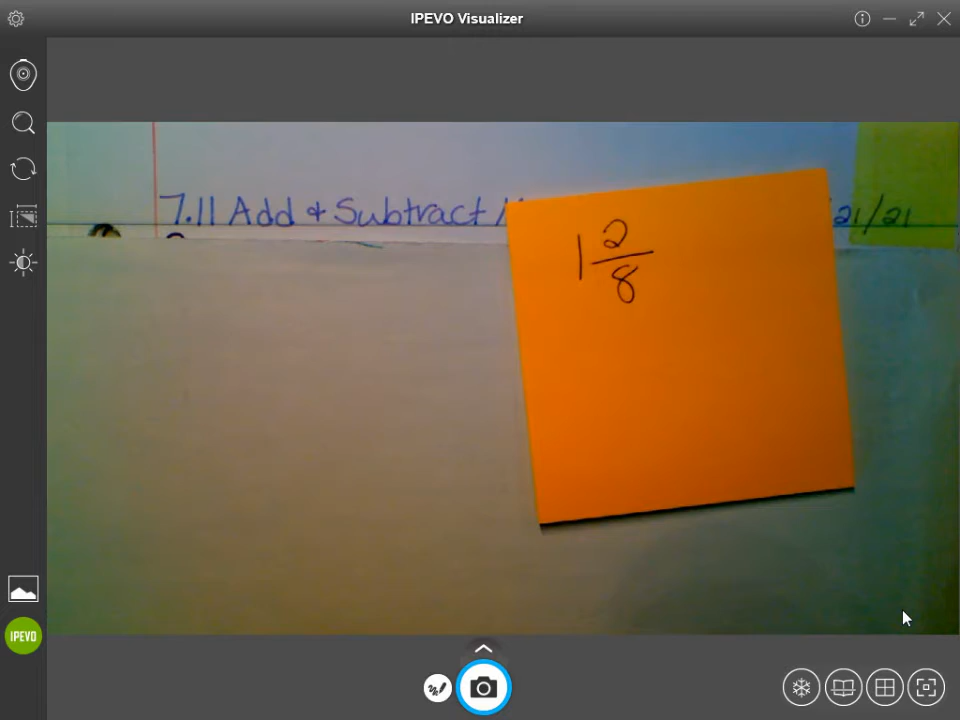 IPEVO Visualizer
7.11 Add & Subtract
21/21
1 2/8
IPEVO